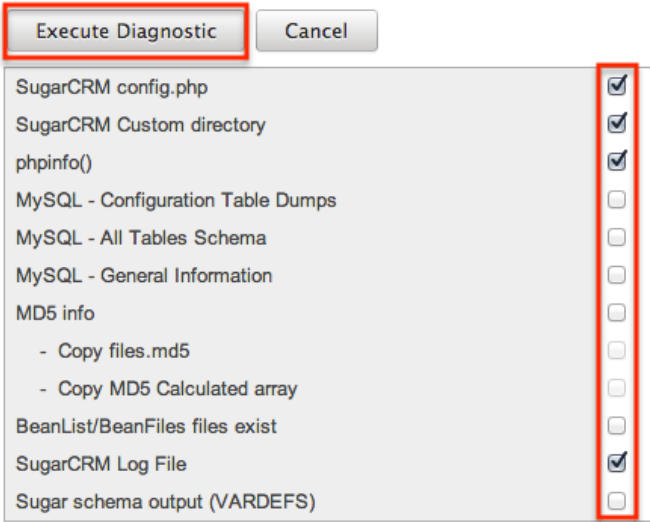 Execute Diagnostic Cancel
SugarCRM config.php
SugarCRM Custom directory
phpinfo()
MySQL - Configuration Table Dumps
MySQL - All Tables Schema
MySQL - General Information
MD5 info
- Copy files.md5
- Copy MD5 Calculated array
BeanList/BeanFiles files exist
SugarCRM Log File
Sugar schema output (VARDEFS)